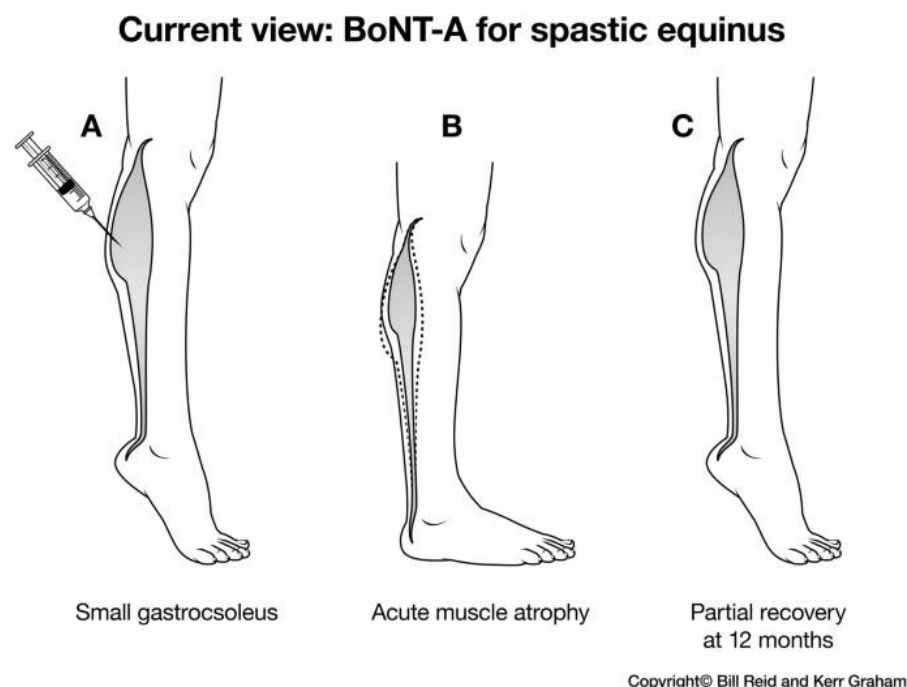 Current view: BoNT-A for spastic equinus
A
B
C
Small gastrocsoleus
Acute muscle atrophy
Partial recovery
at 12 months
Copyright© Bill Reid and Kerr Graham